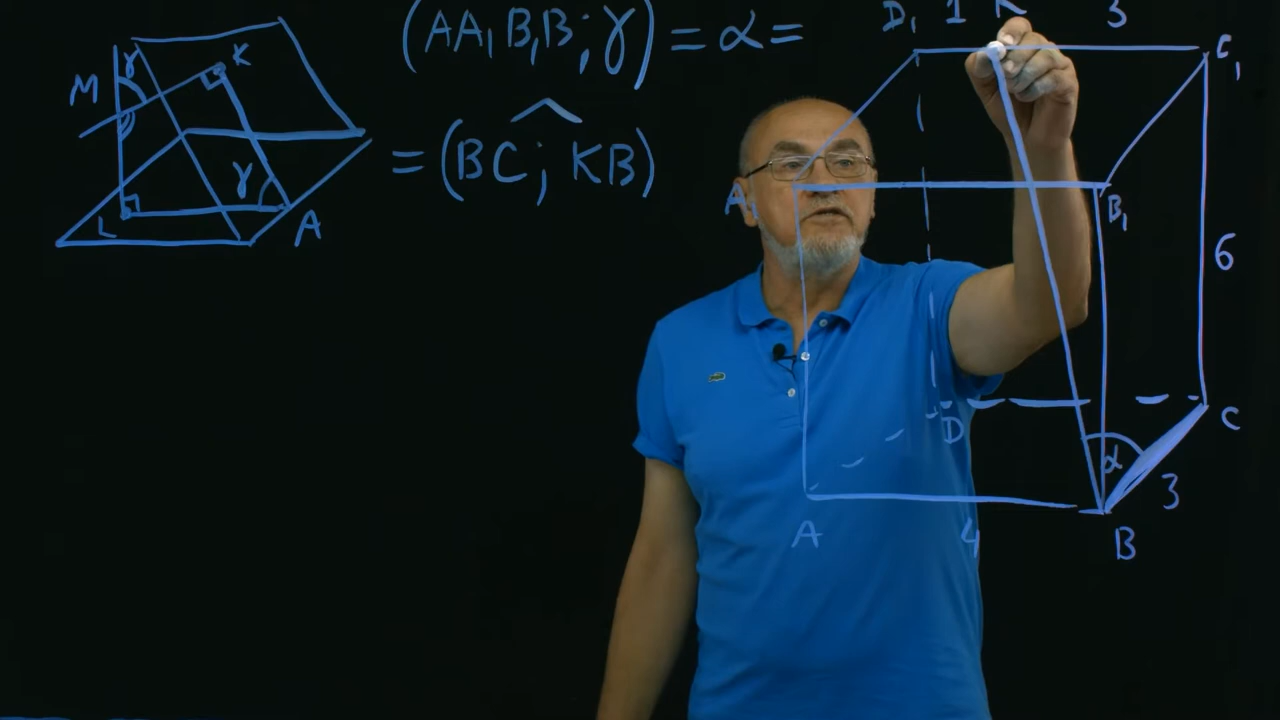 (AA₁B₁B; γ) = α =
= (BC; KB)
M
γ
K
γ
L
A
D₁ 1 K 3
C₁
A₁
B₁
6
D
C
α
3
A
4
B